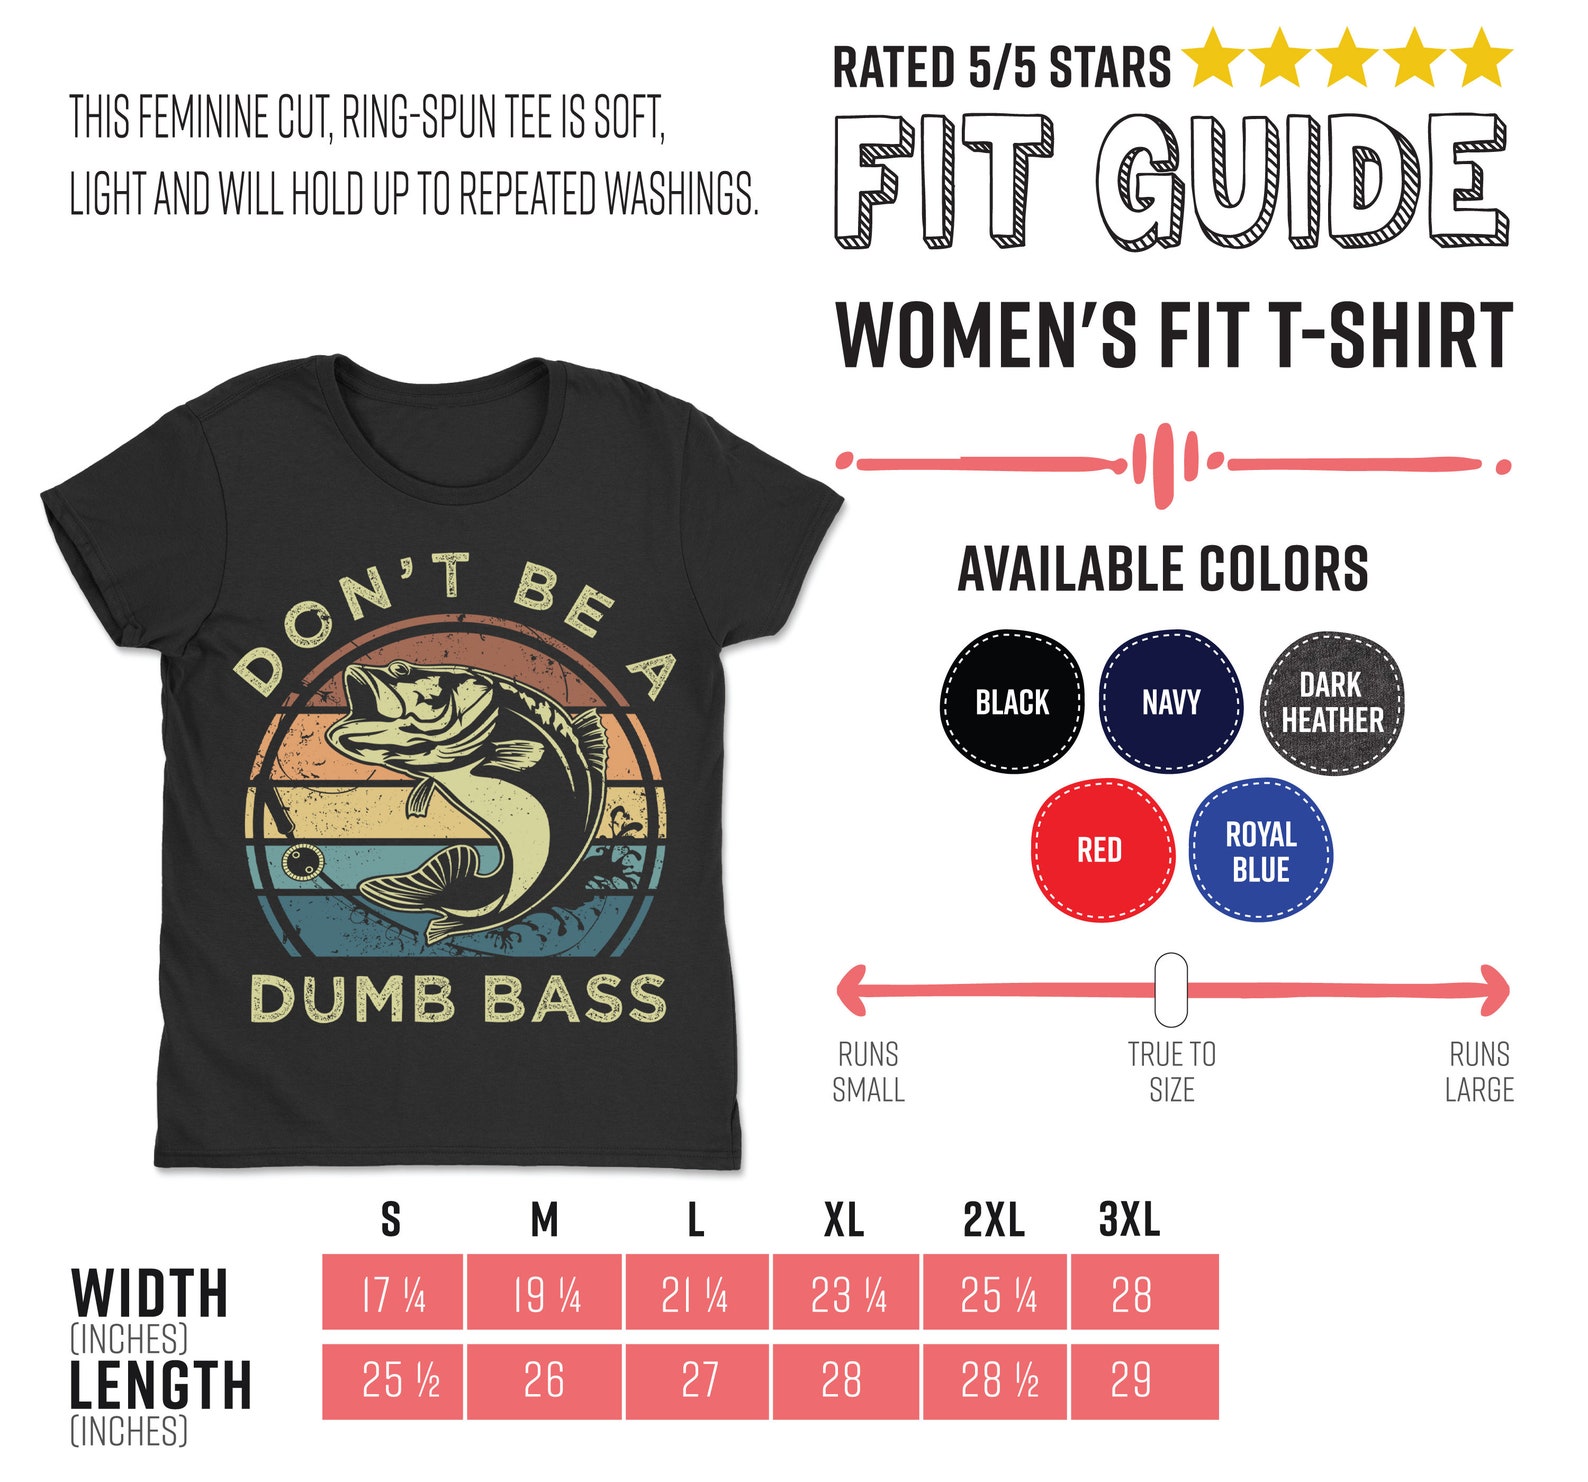 THIS FEMININE CUT, RING-SPUN TEE IS SOFT,
LIGHT AND WILL HOLD UP TO REPEATED WASHINGS.
RATED 5/5 STARS
FIT GUIDE
WOMEN'S FIT T-SHIRT
DON'T BE A
DUMB BASS
AVAILABLE COLORS
BLACK
NAVY
DARK
HEATHER
RED
ROYAL
BLUE
RUNS
SMALL
TRUE TO
SIZE
RUNS
LARGE
S M L XL 2XL 3XL
WIDTH 17 ¼ 19 ¼ 21 ¼ 23 ¼ 25 ¼ 28
(INCHES)
LENGTH 25 ½ 26 27 28 28 ½ 29
(INCHES)